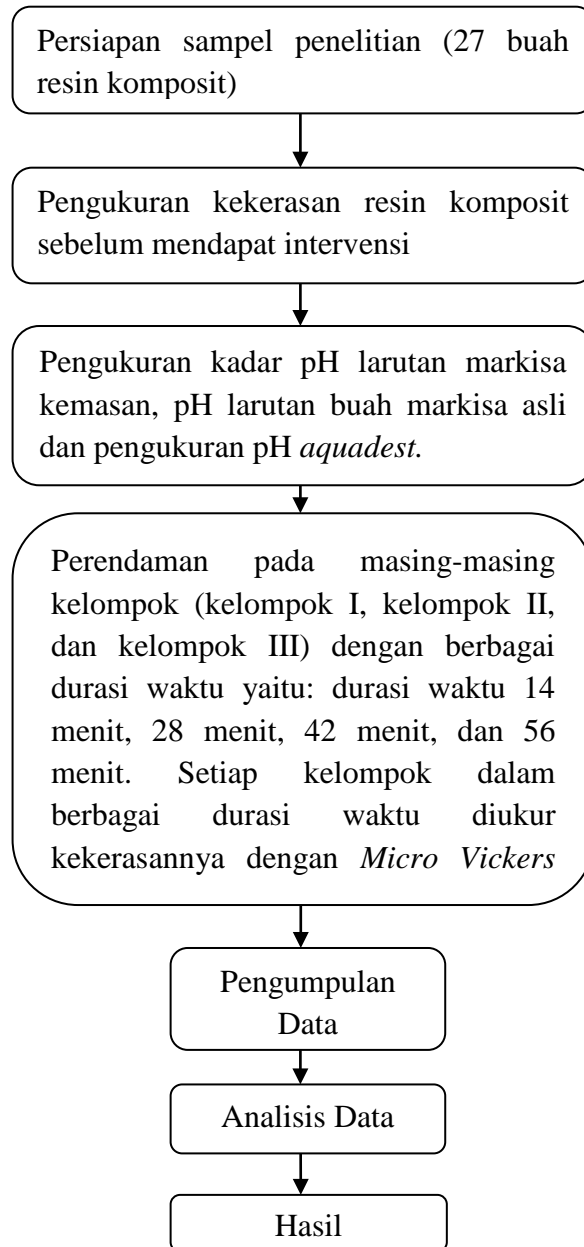 Persiapan sampel penelitian (27 buah
resin komposit)
Pengukuran kekerasan resin komposit
sebelum mendapat intervensi
Pengukuran kadar pH larutan markisa
kemasan, pH larutan buah markisa asli
dan pengukuran pH aquadest.
Perendaman pada masing-masing
kelompok (kelompok I, kelompok II,
dan kelompok III) dengan berbagai
durasi waktu yaitu: durasi waktu 14
menit, 28 menit, 42 menit, dan 56
menit. Setiap kelompok dalam
berbagai durasi waktu diukur
kekerasannya dengan Micro Vickers
Pengumpulan
Data
Analisis Data
Hasil